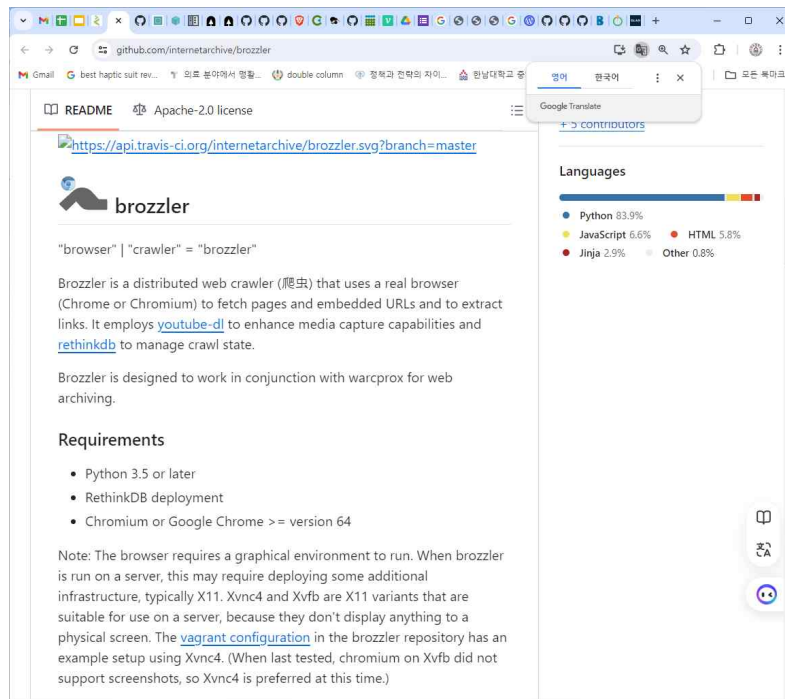 github.com/internetarchive/brozzler
Gmail
best haptic suit rev...
의료 분야에서 명활...
double column
정책과 전략의 차이...
한남대학교 중
모든 북마크
영어
한국어
Google Translate
README
Apache-2.0 license
+ 5 contributors
https://api.travis-ci.org/internetarchive/brozzler.svg?branch=master
Languages
Python 83.9%
JavaScript 6.6%
HTML 5.8%
Jinja 2.9%
Other 0.8%
brozzler
"browser" | "crawler" = "brozzler"
Brozzler is a distributed web crawler (爬虫) that uses a real browser
(Chrome or Chromium) to fetch pages and embedded URLs and to extract
links. It employs youtube-dl to enhance media capture capabilities and
rethinkdb to manage crawl state.
Brozzler is designed to work in conjunction with warcprox for web
archiving.
Requirements
Python 3.5 or later
RethinkDB deployment
Chromium or Google Chrome >= version 64
Note: The browser requires a graphical environment to run. When brozzler
is run on a server, this may require deploying some additional
infrastructure, typically X11. Xvnc4 and Xvfb are X11 variants that are
suitable for use on a server, because they don't display anything to a
physical screen. The vagrant configuration in the brozzler repository has an
example setup using Xvnc4. (When last tested, chromium on Xvfb did not
support screenshots, so Xvnc4 is preferred at this time.)